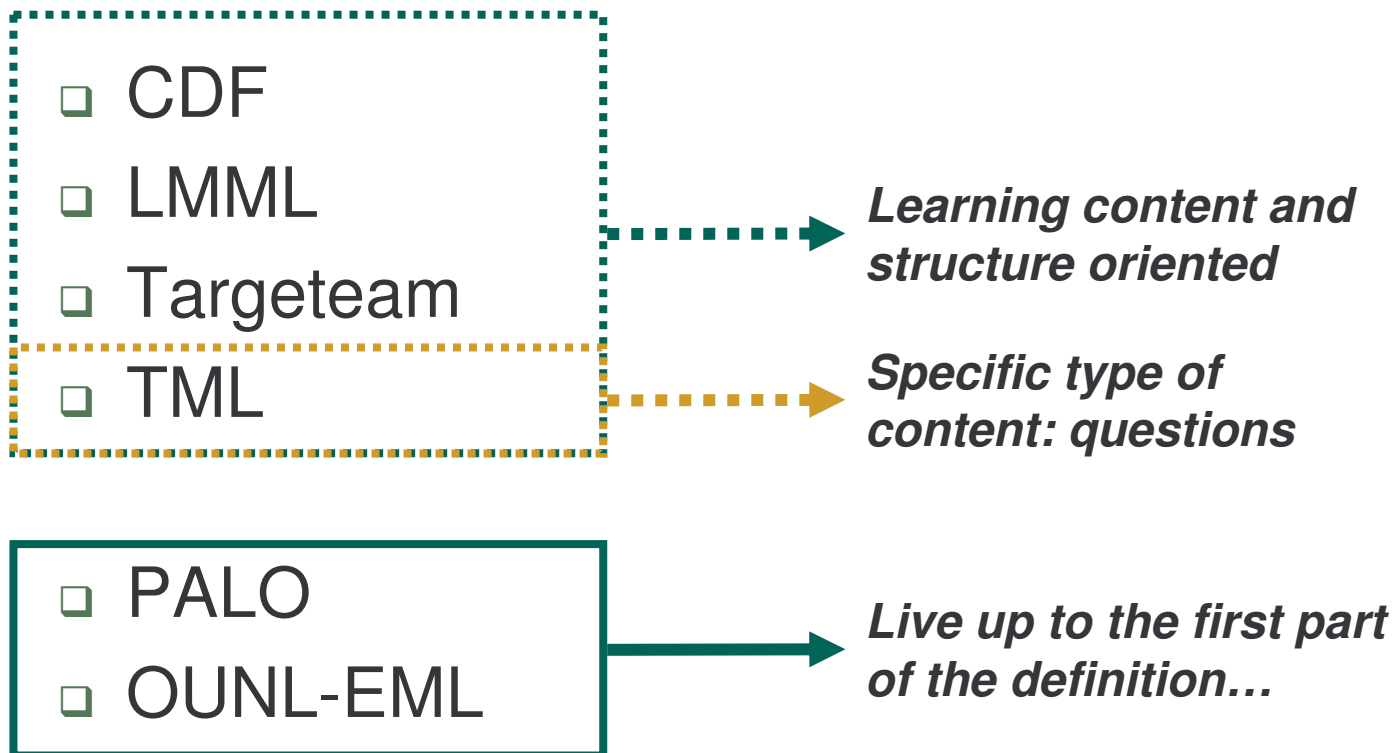 CDF
LMML
Targeteam
TML
Learning content and
structure oriented
Specific type of
content: questions
PALO
OUNL-EML
Live up to the first part
of the definition…